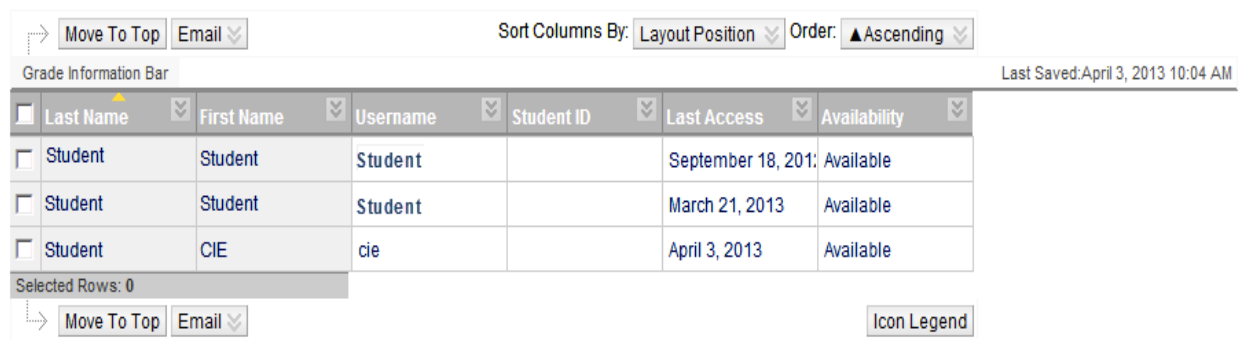 Move To Top Email Sort Columns By: Layout Position Order: ▲Ascending
Grade Information Bar Last Saved:April 3, 2013 10:04 AM
Last Name First Name Username Student ID Last Access Availability
Student Student Student September 18, Available
Student Student Student March 21, 2013 Available
Student CIE cie April 3, 2013 Available
Selected Rows: 0
Move To Top Email Icon Legend